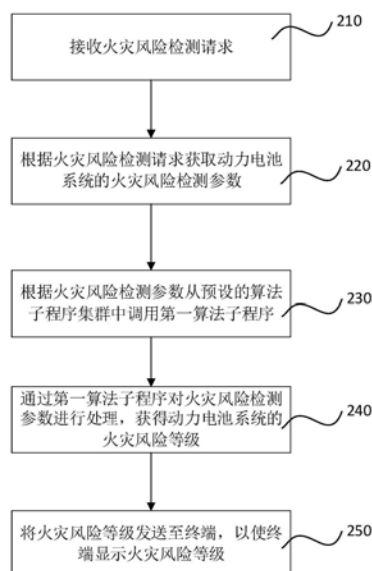 接收火灾风险检测请求
210
根据火灾风险检测请求获取动力电池
系统的火灾风险检测参数
220
根据火灾风险检测参数从预设的算法
子程序集群中调用第一算法子程序
230
通过第一算法子程序对火灾风险检测
参数进行处理，获得动力电池系统的
火灾风险等级
240
将火灾风险等级发送至终端，以使终
端显示火灾风险等级
250